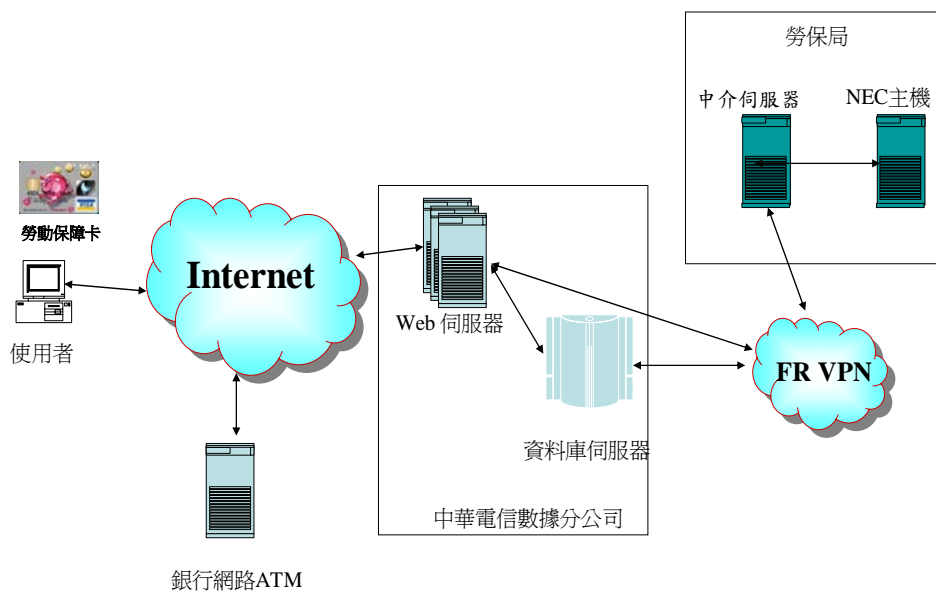 勞保局
中介伺服器
NEC主機
勞動保障卡
Internet
使用者
Web 伺服器
FR VPN
資料庫伺服器
中華電信數據分公司
銀行網路ATM